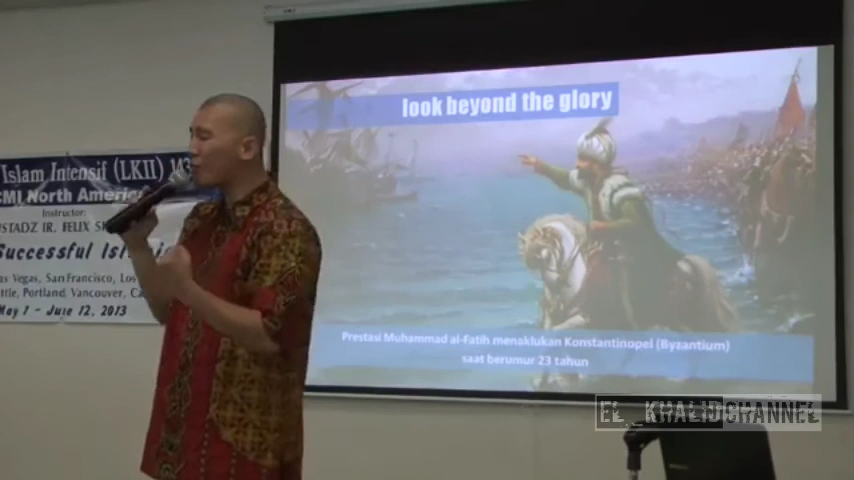 look beyond the glory
Islam Intensif (LKII) 143
CMI North America
Instructor:
USTADZ IR. FELIX
Successful
as Vegas, San Francisco, Los
ttle, Portland, Vancouver,
May 1 - June 12, 2013
Prestasi Muhammad al-Fatih menaklukan Konstantinopel (Byzantium)
saat berumur 23 tahun
EL_KHALIDCHANNEL